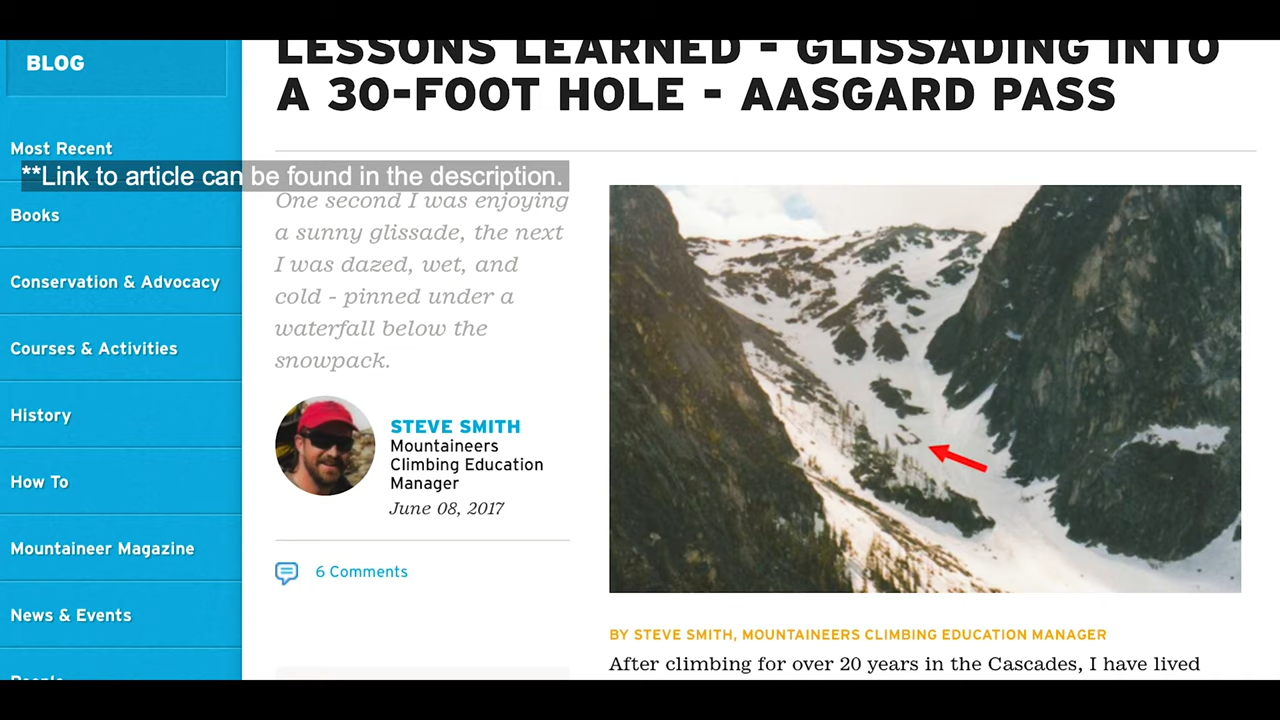 BLOG
LESSONS LEARNED - GLISSADING INTO
A 30-FOOT HOLE - AASGARD PASS
Most Recent
**Link to article can be found in the description.
Books
Conservation & Advocacy
Courses & Activities
History
How To
Mountaineer Magazine
News & Events
People
One second I was enjoying
a sunny glissade, the next
I was dazed, wet, and
cold - pinned under a
waterfall below the
snowpack.
STEVE SMITH
Mountaineers
Climbing Education
Manager
June 08, 2017
6 Comments
BY STEVE SMITH, MOUNTAINEERS CLIMBING EDUCATION MANAGER
After climbing for over 20 years in the Cascades, I have lived